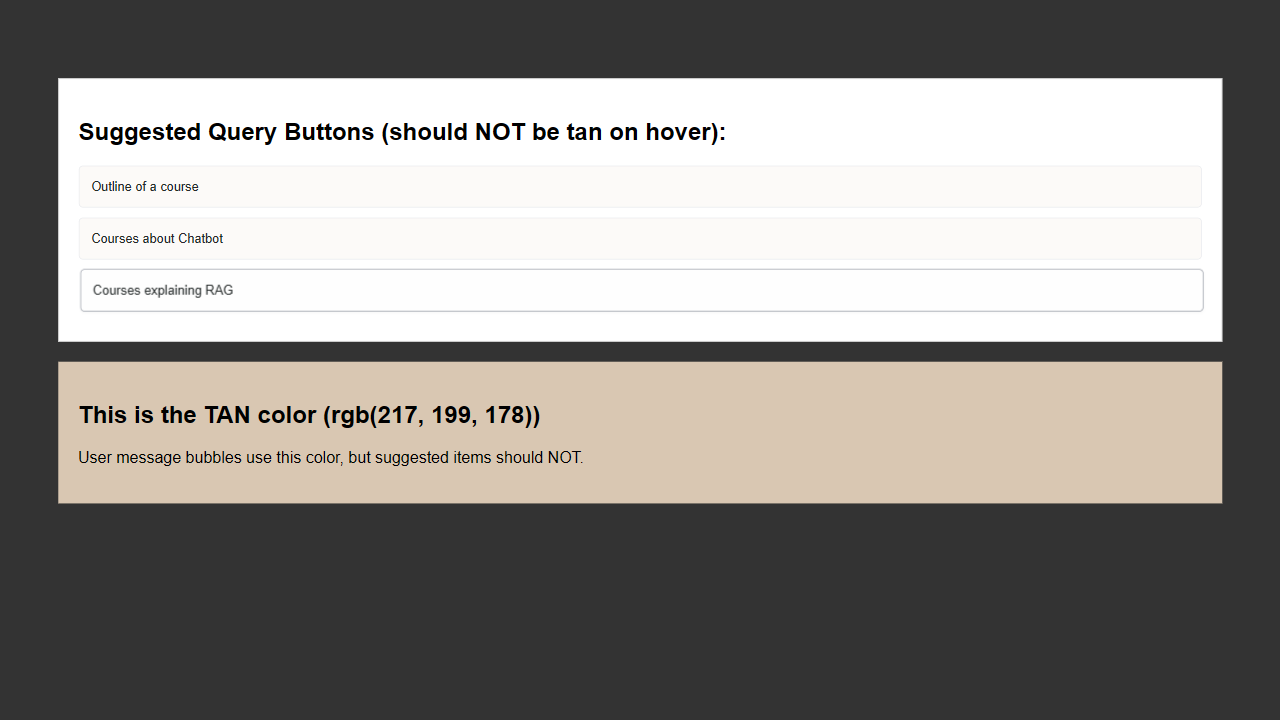 Suggested Query Buttons (should NOT be tan on hover):
Outline of a course
Courses about Chatbot
Courses explaining RAG
This is the TAN color (rgb(217, 199, 178))
User message bubbles use this color, but suggested items should NOT.